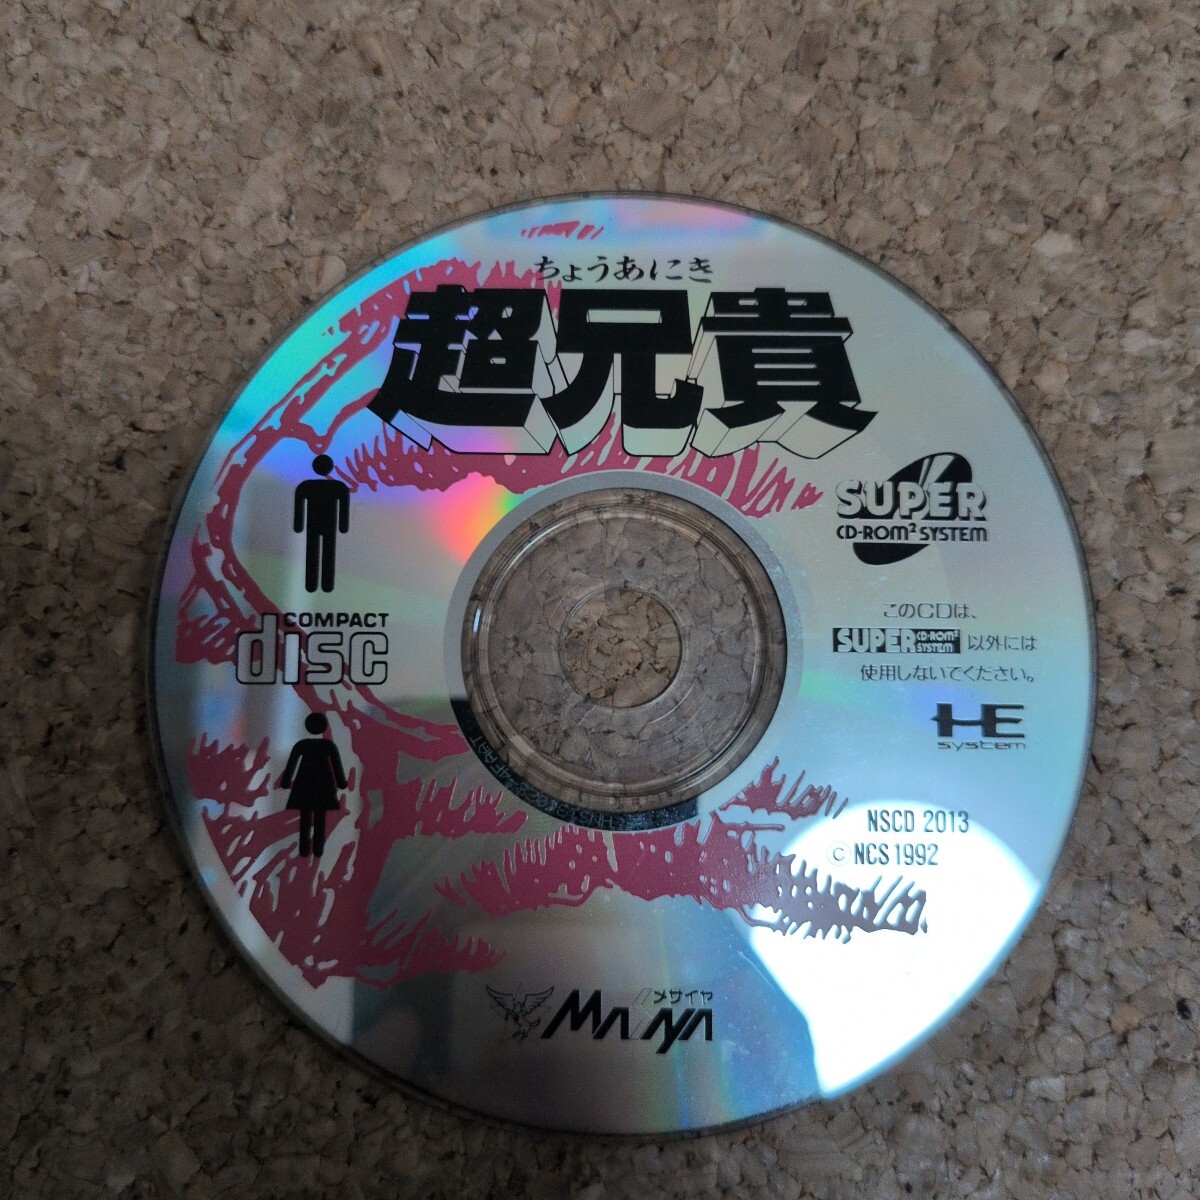 ちょうあにき
超兄貴
SUPER
CD-ROM² SYSTEM
COMPACT
disc
このCDは、
SUPER CD-ROM² SYSTEM 以外には
使用しないでください。
HE
system
NSCD 2013
© NCS 1992
メサイヤ
MASAYA